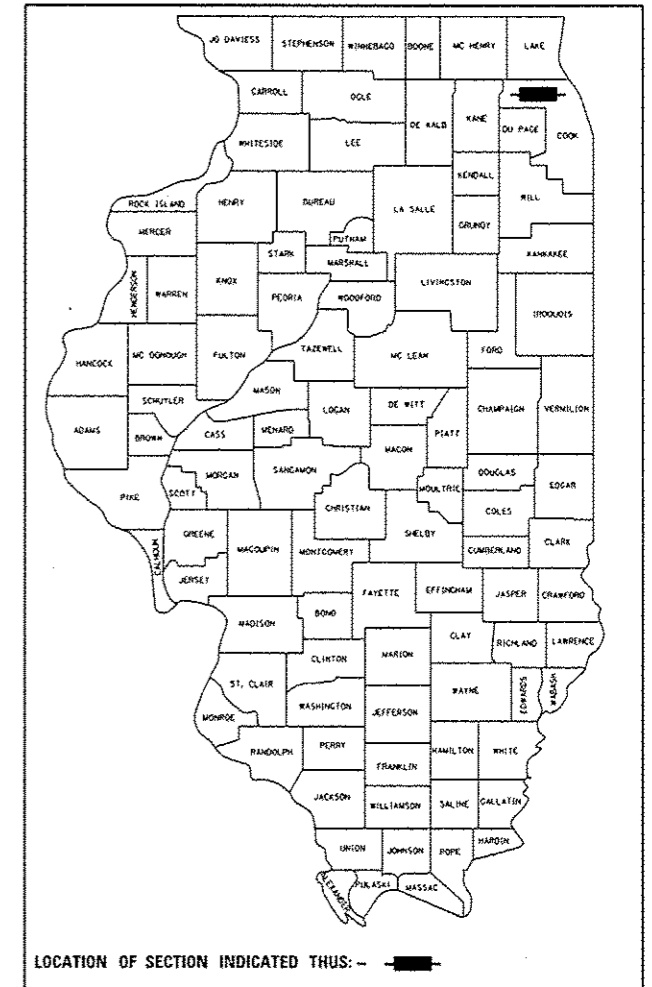 JO DAVIESS STEPHENSON WINNEBAGO BOONE MC HENRY LAKE
CARROLL OGLE DE KALB KANE DU PAGE COOK
WHITESIDE LEE KENDALL WILL
ROCK ISLAND HENRY BUREAU LA SALLE GRUNDY
MERCER STARK PUTNAM KANKAKEE
HENDERSON WARREN KNOX PEORIA MARSHALL WOODFORD LIVINGSTON IROQUOIS
HANCOCK MC DONOUGH FULTON TAZEWELL MC LEAN FORD
SCHUYLER MASON LOGAN DE WITT CHAMPAIGN VERMILION
ADAMS BROWN CASS MENARD MACON PIATT
PIKE SCOTT MORGAN SANGAMON CHRISTIAN MOULTRIE DOUGLAS EDGAR
COLES
CALHOUN GREENE MACOUPIN MONTGOMERY SHELBY CUMBERLAND CLARK
JERSEY FAYETTE EFFINGHAM JASPER CRAWFORD
MADISON BOND CLAY RICHLAND LAWRENCE
CLINTON MARION
ST. CLAIR WASHINGTON JEFFERSON WAYNE EDWARDS WABASH
MONROE
RANDOLPH PERRY FRANKLIN HAMILTON WHITE
JACKSON WILLIAMSON SALINE GALLATIN
UNION JOHNSON POPE HARDIN
ALEXANDER PULASKI MASSAC
LOCATION OF SECTION INDICATED THUS: -